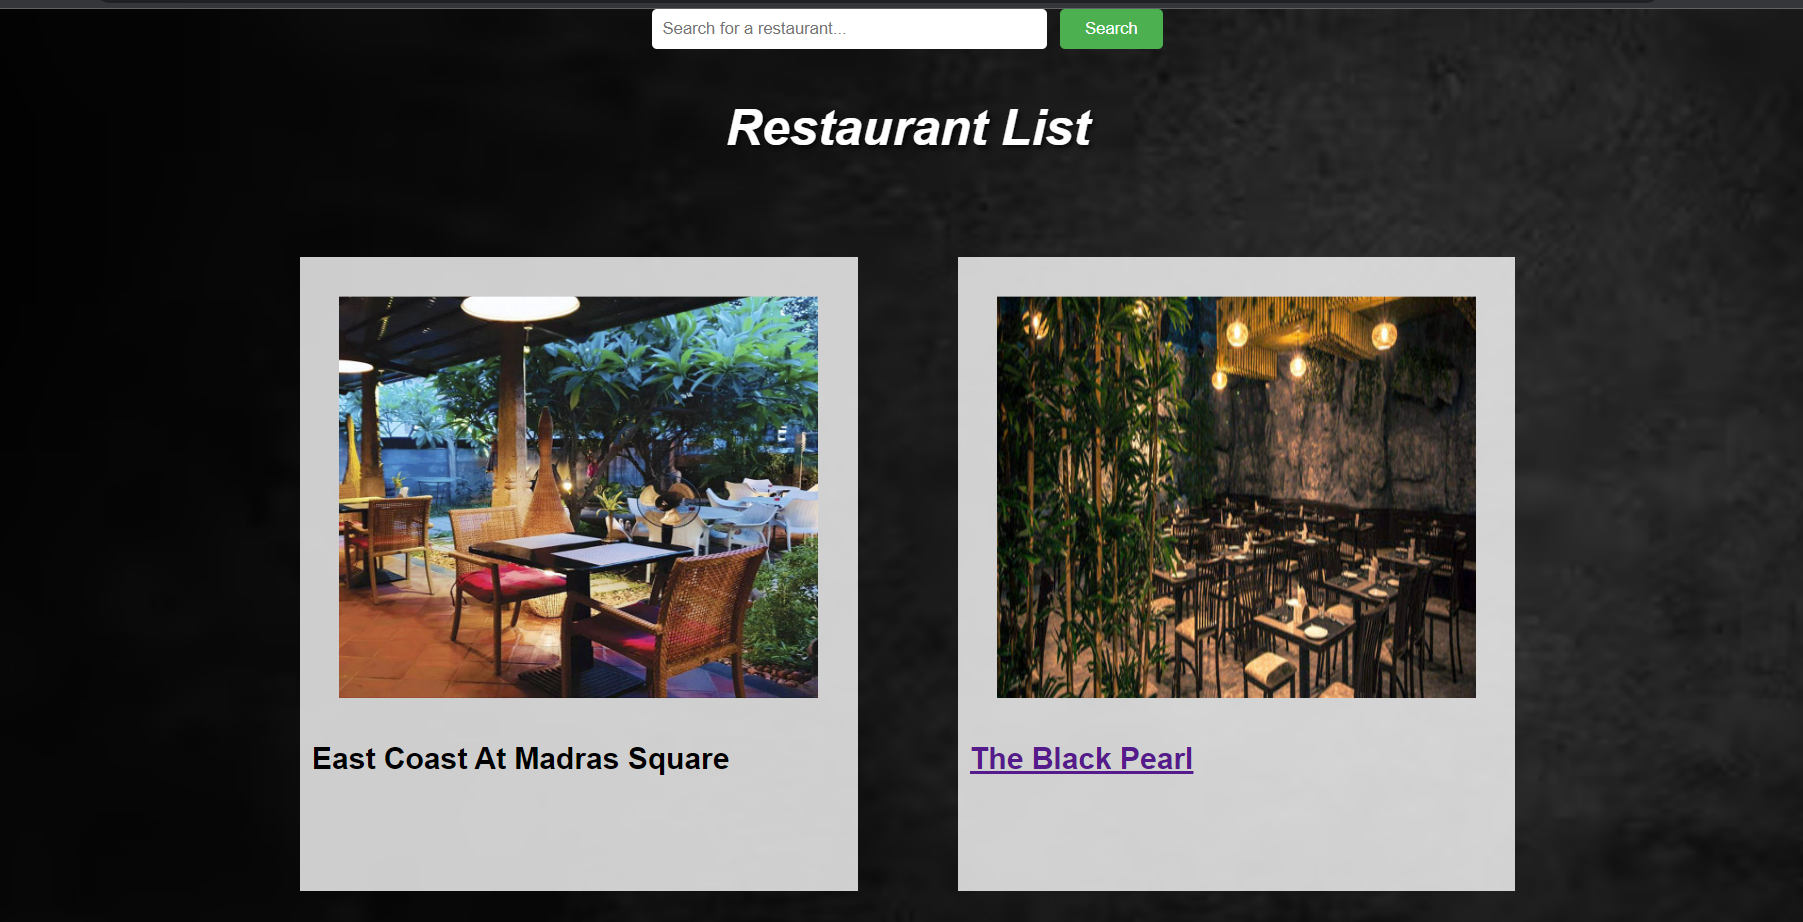 Search for a restaurant...
Search
Restaurant List
East Coast At Madras Square
The Black Pearl